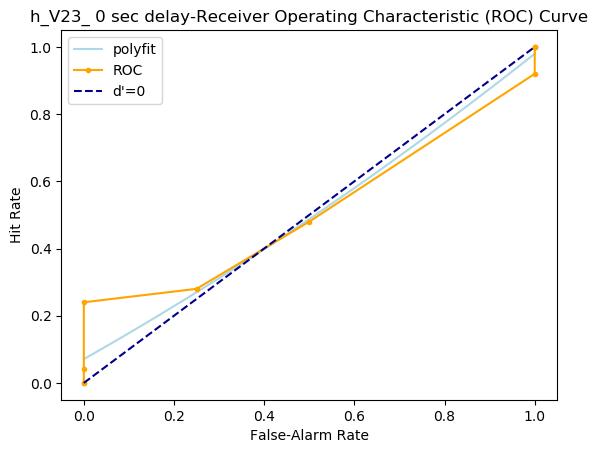 h_V23_ 0 sec delay-Receiver Operating Characteristic (ROC) Curve
polyfit
ROC
d'=0
Hit Rate
1.0
0.8
0.6
0.4
0.2
0.0
0.0 0.2 0.4 0.6 0.8 1.0
False-Alarm Rate